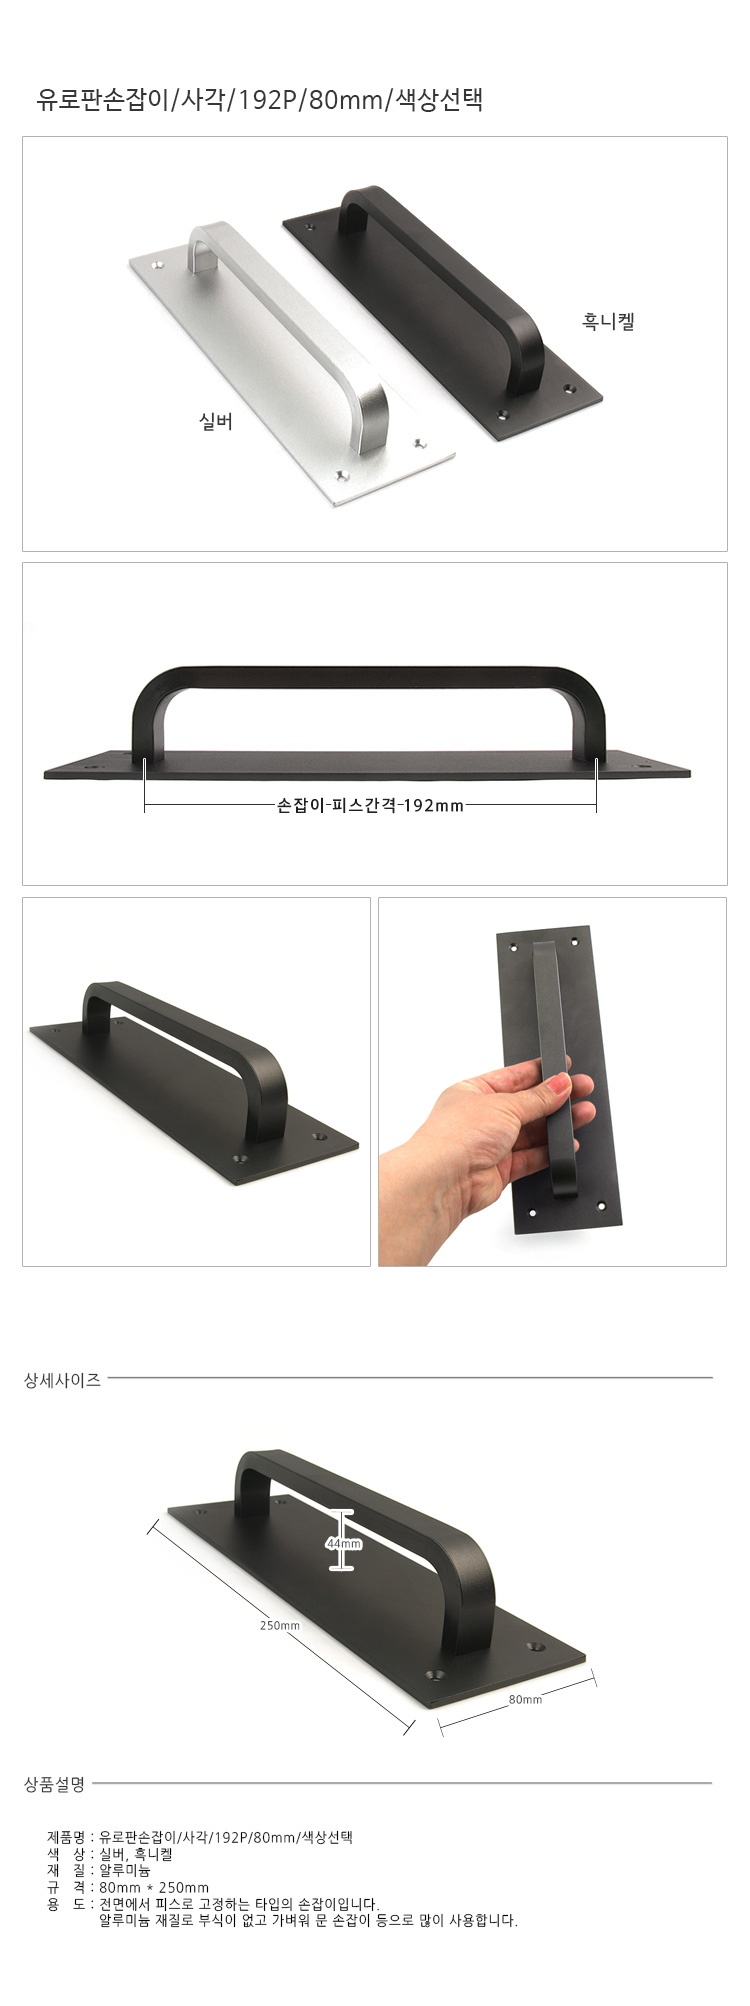 유로판손잡이/사각/192P/80mm/색상선택
흑니켈
실버
손잡이-피스간격-192mm
상세사이즈
44mm
250mm
80mm
상품설명
제품명 : 유로판손잡이/사각/192P/80mm/색상선택
색 상 : 실버, 흑니켈
재 질 : 알루미늄
규 격 : 80mm * 250mm
용 도 : 전면에서 피스로 고정하는 타입의 손잡이입니다.
알루미늄 재질로 부식이 없고 가벼워 문 손잡이 등으로 많이 사용합니다.